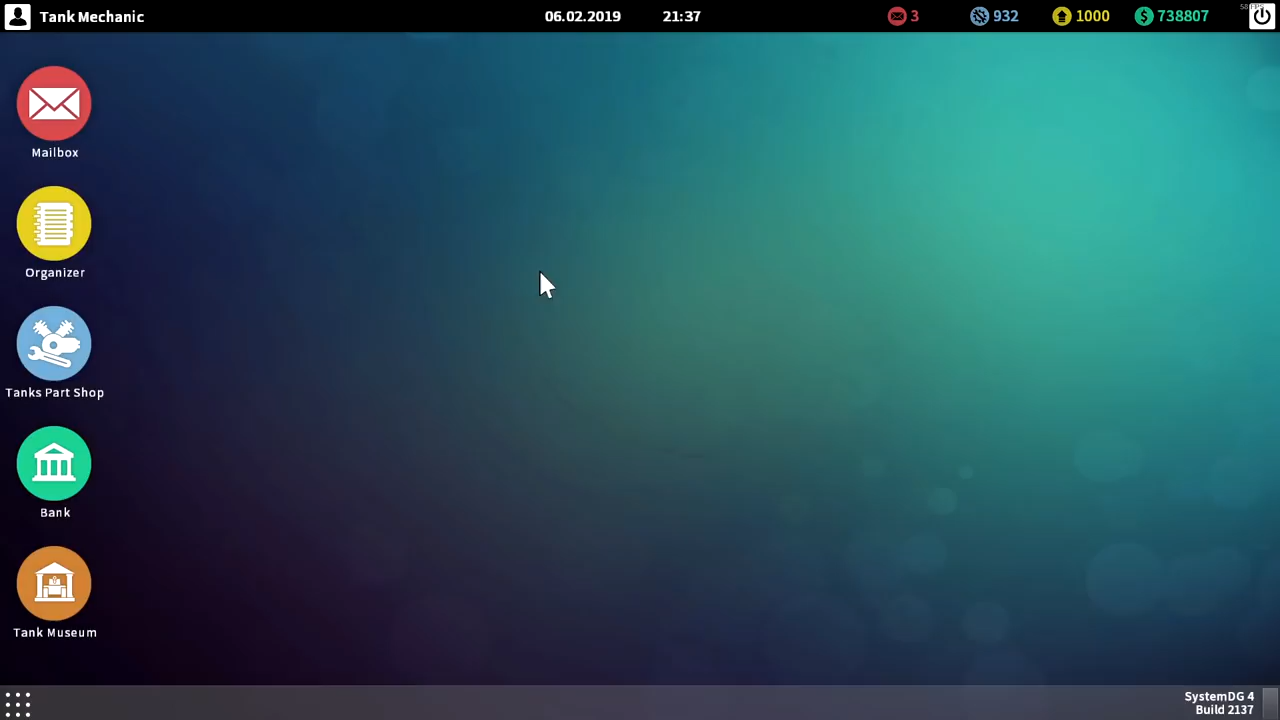 Tank Mechanic 06.02.2019 21:37 3 932 1000 738807
Mailbox
Organizer
Tanks Part Shop
Bank
Tank Museum
SystemDG 4
Build 2137